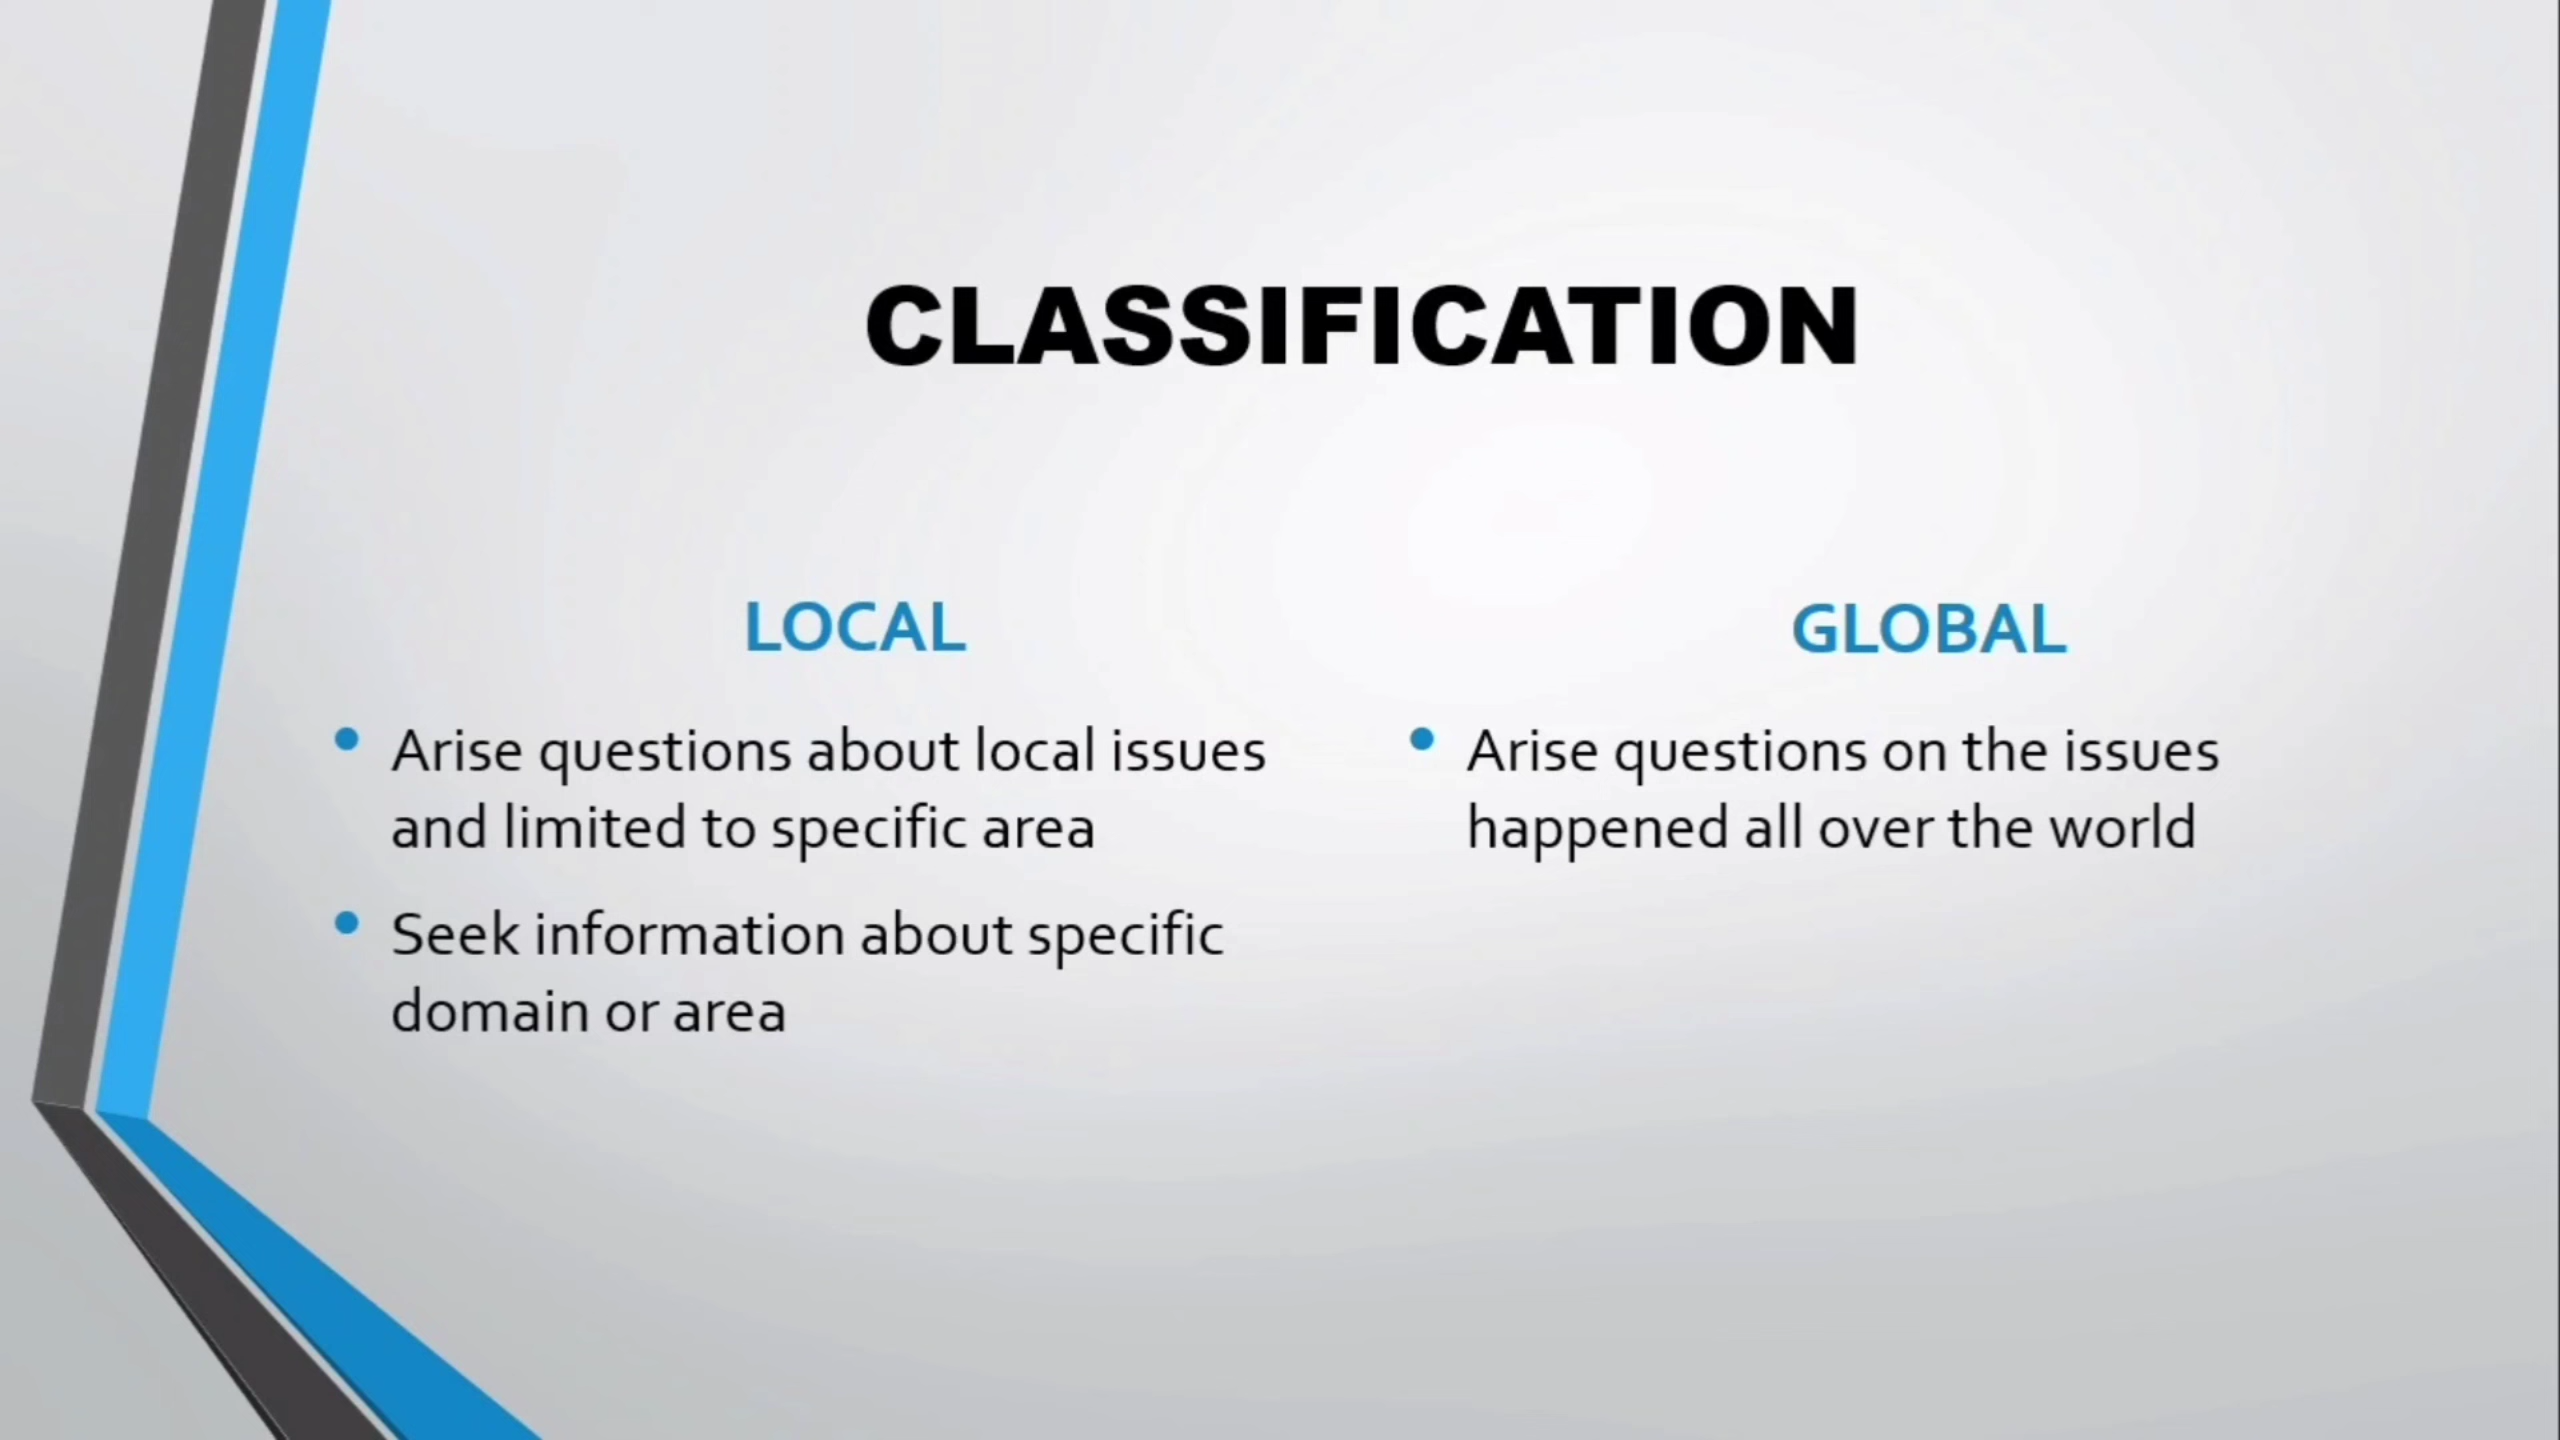 CLASSIFICATION
LOCAL
Arise questions about local issues
and limited to specific area
Seek information about specific
domain or area
GLOBAL
Arise questions on the issues
happened all over the world